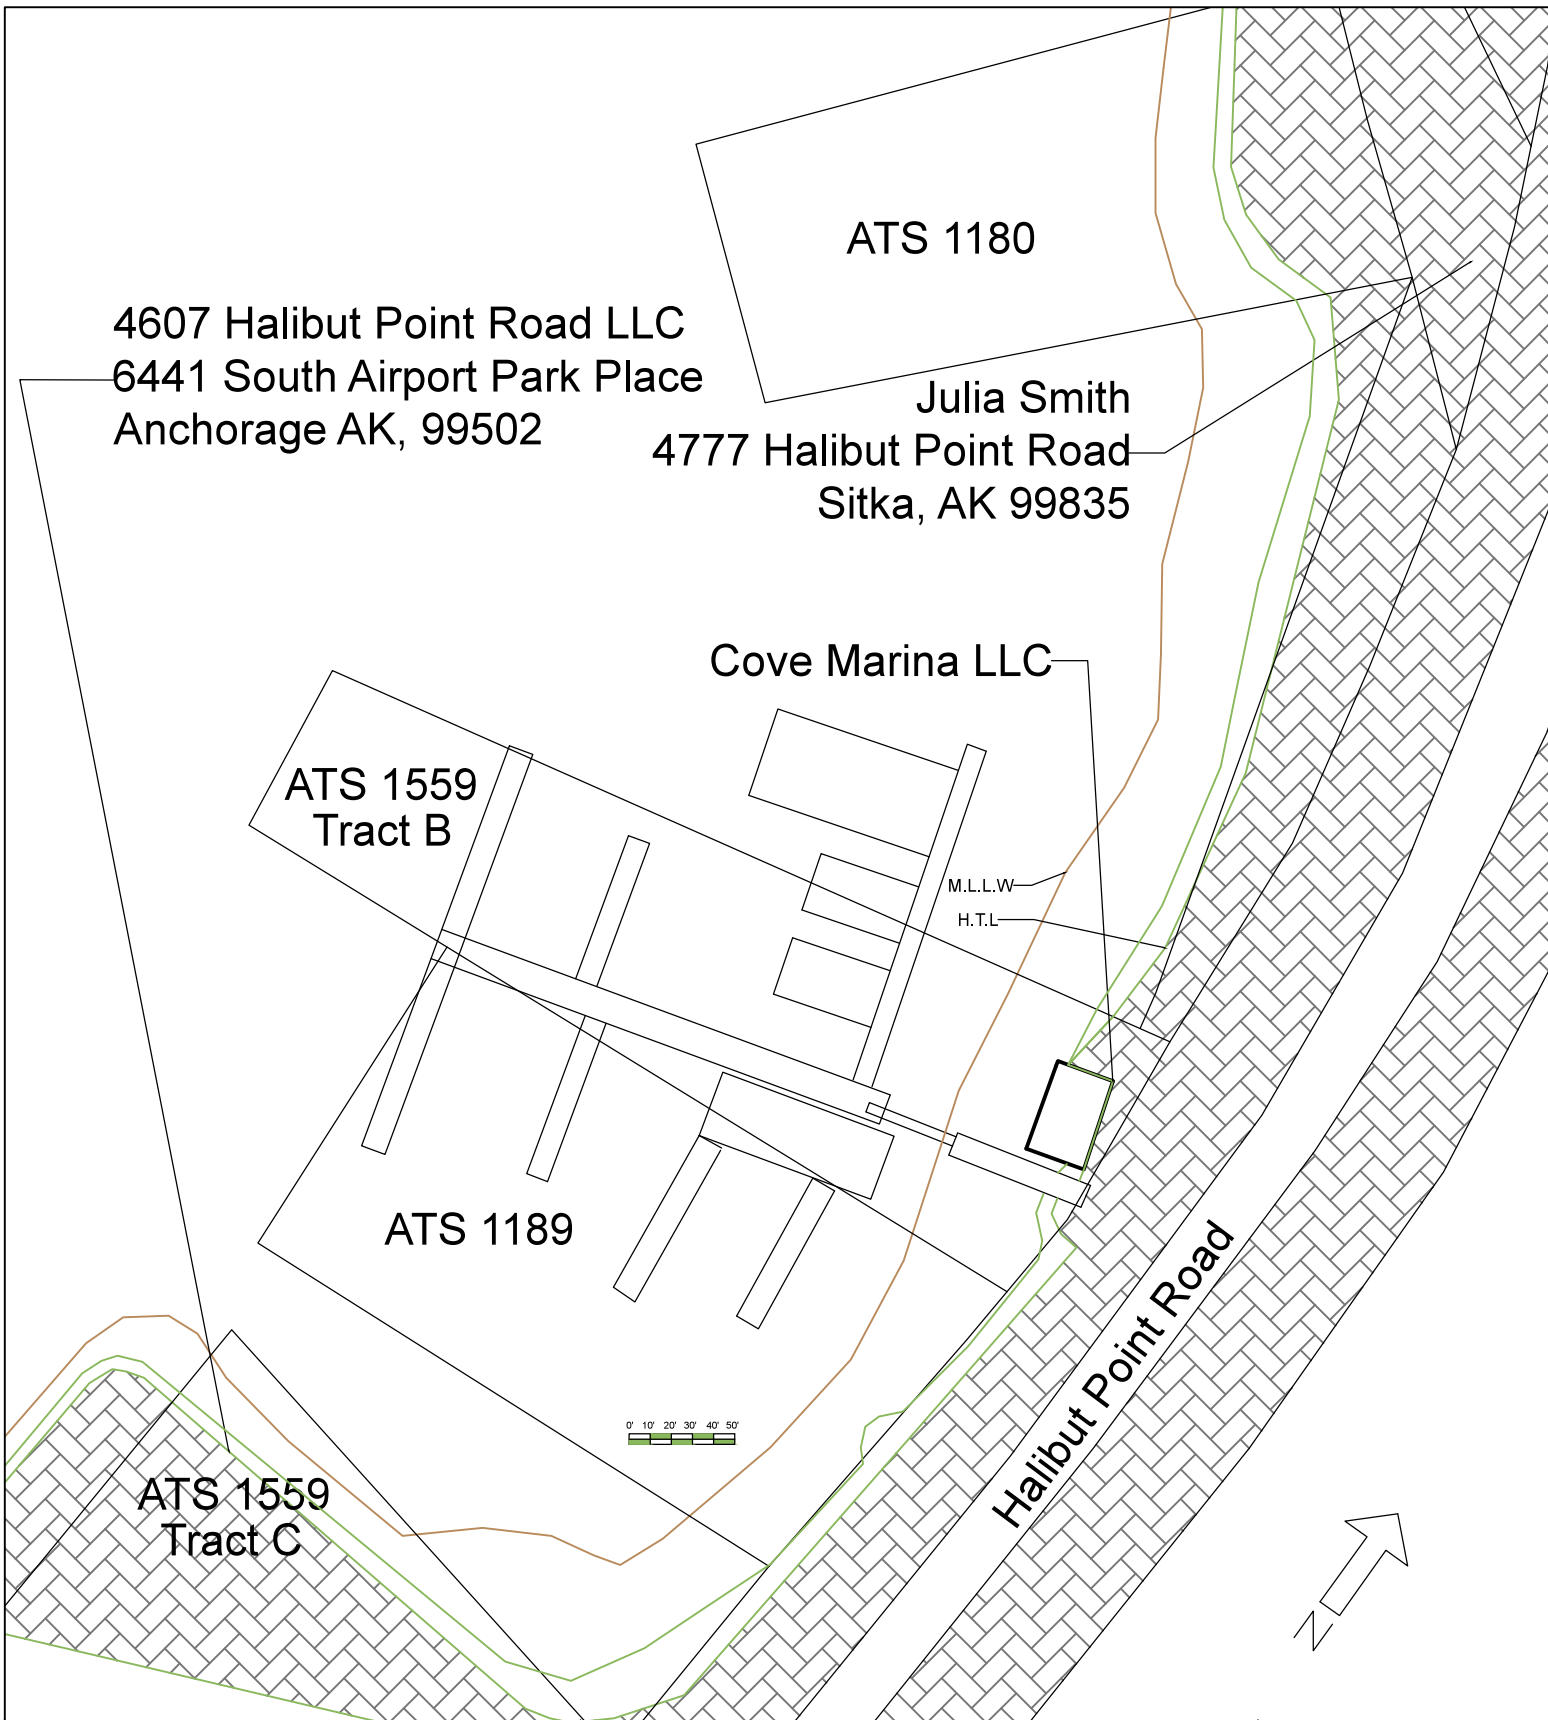 ATS 1180
4607 Halibut Point Road LLC
6441 South Airport Park Place
Anchorage AK, 99502
Julia Smith
4777 Halibut Point Road
Sitka, AK 99835
Cove Marina LLC
ATS 1559
Tract B
M.L.L.W
H.T.L
ATS 1189
Halibut Point Road
0' 10' 20' 30' 40' 50'
ATS 1559
Tract C
N